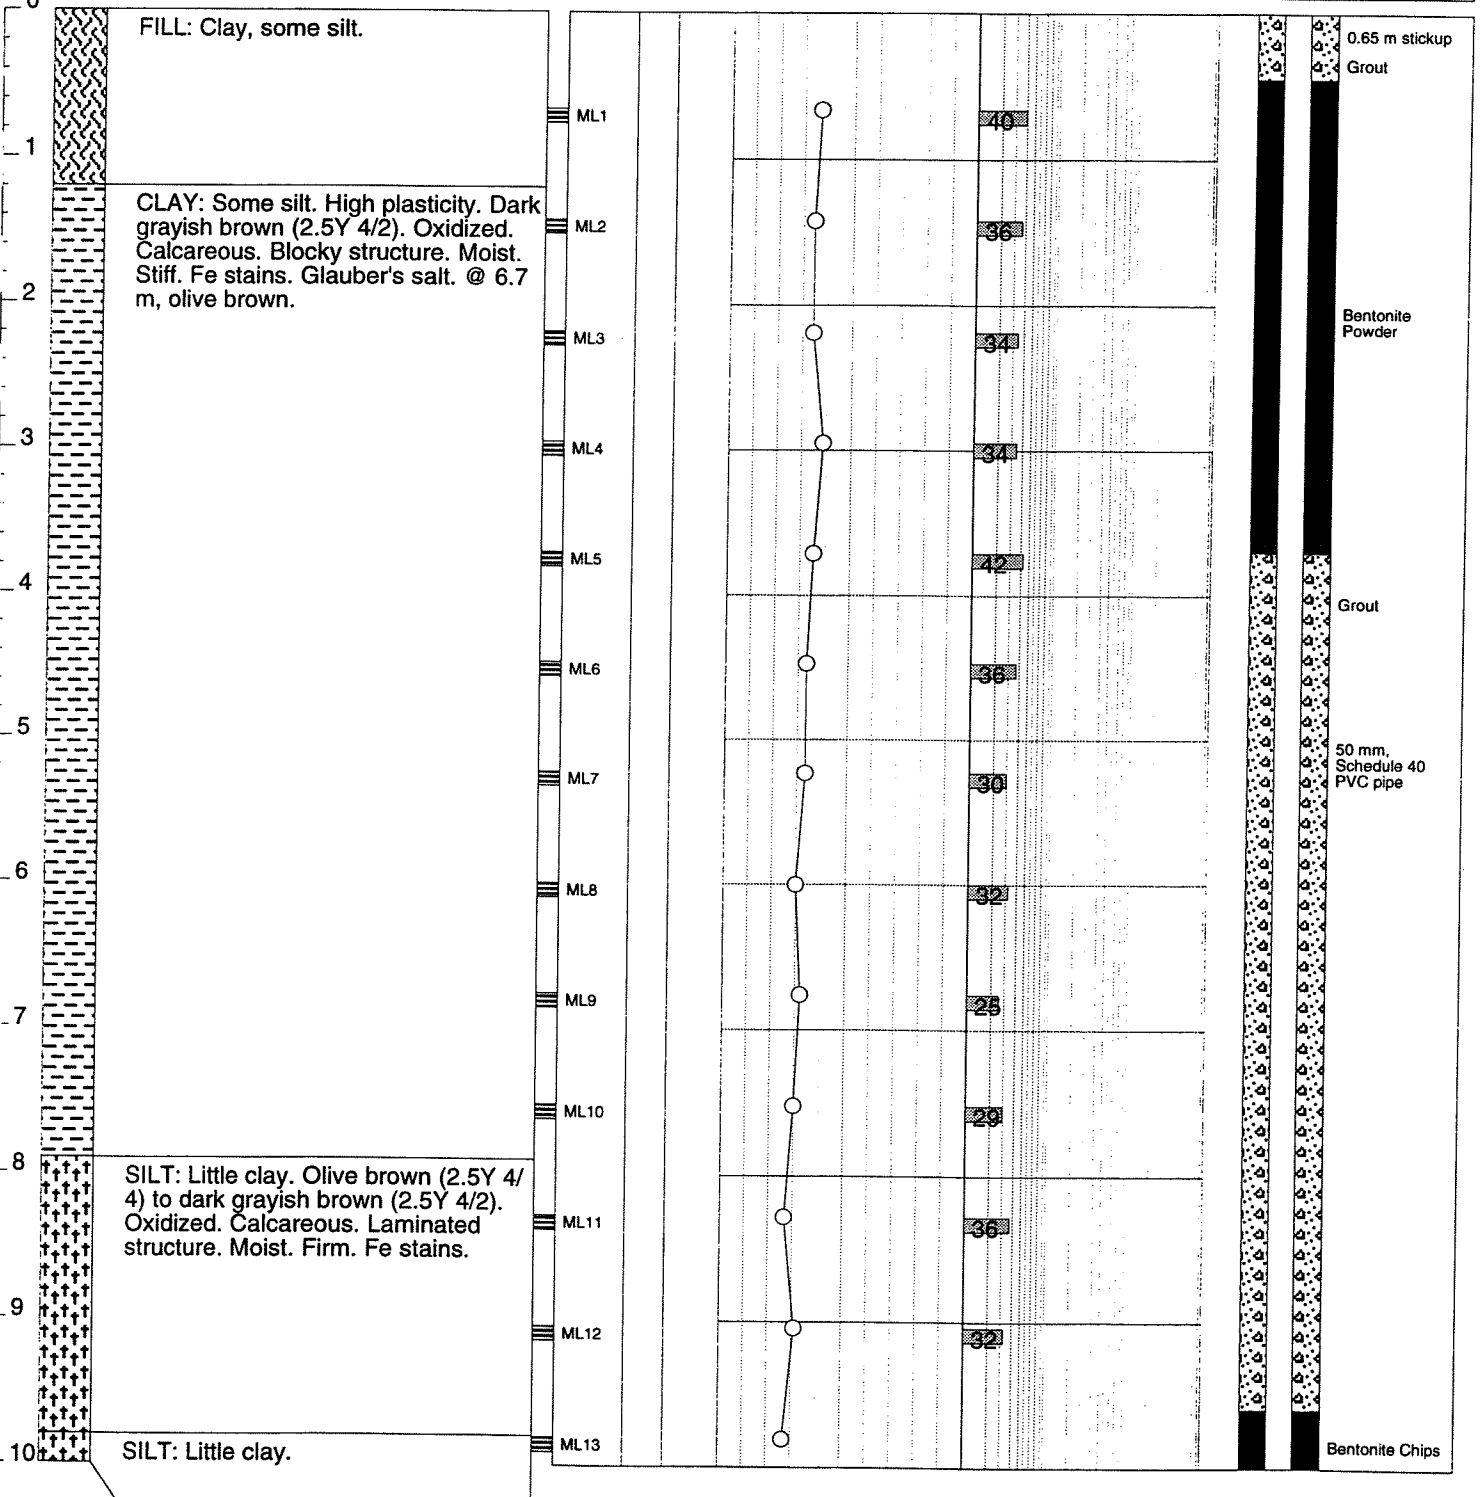 0
FILL: Clay, some silt.
0.65 m stickup
Grout
ML1
40
1
CLAY: Some silt. High plasticity. Dark
grayish brown (2.5Y 4/2). Oxidized.
Calcareous. Blocky structure. Moist.
Stiff. Fe stains. Glauber's salt. @ 6.7
m, olive brown.
ML2
36
2
Bentonite
Powder
ML3
34
3
ML4
34
ML5
42
4
Grout
ML6
36
5
50 mm,
Schedule 40
PVC pipe
ML7
30
6
ML8
32
ML9
25
7
ML10
29
8
SILT: Little clay. Olive brown (2.5Y 4/
4) to dark grayish brown (2.5Y 4/2).
Oxidized. Calcareous. Laminated
structure. Moist. Firm. Fe stains.
ML11
36
9
ML12
32
10
SILT: Little clay.
ML13
Bentonite Chips